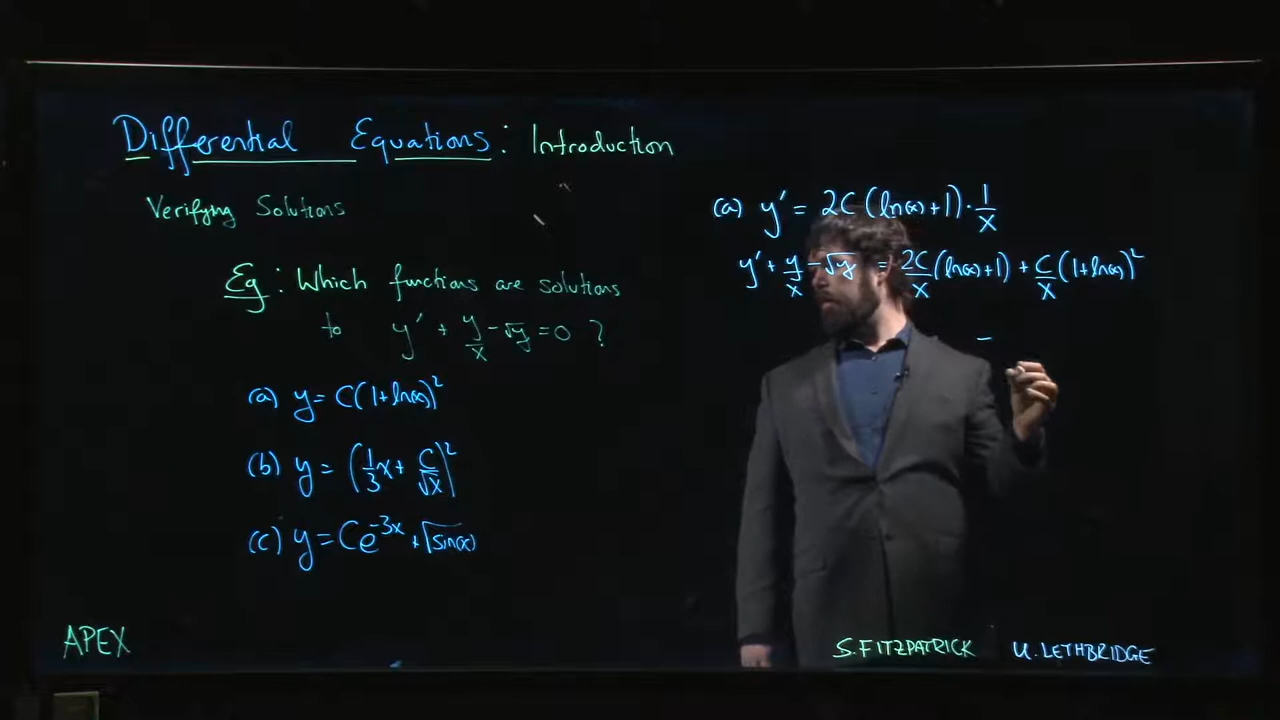 Differential Equations: Introduction
Verifying Solutions
Eg: Which functions are solutions
to y' + y/x - √y = 0 ?
(a) y = C(1+ln(x))²
(b) y = (1/3 x + C/√x)²
(c) y = Ce^-3x + √sin(x)
(a) y' = 2C(ln(x)+1)·1/x
y' + y/x - √y = 2C/x (ln(x)+1) + C/x (1+ln(x))²
-
APEX
S. FITZPATRICK
U. LETHBRIDGE